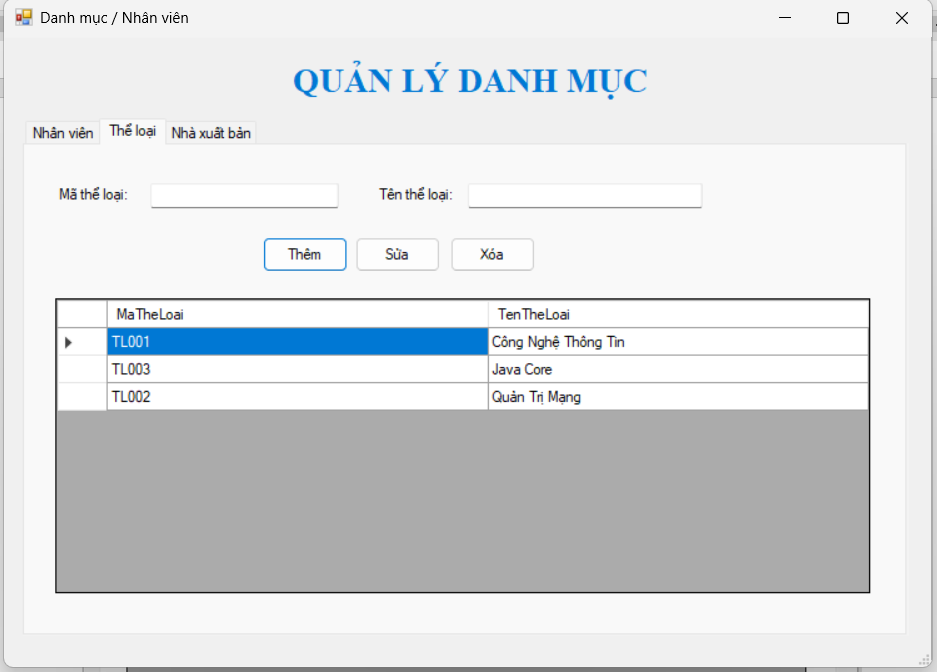 Danh mục / Nhân viên
QUẢN LÝ DANH MỤC
Nhân viên Thể loại Nhà xuất bản
Mã thể loại: Tên thể loại:
Thêm Sửa Xóa
MaTheLoai TenTheLoai
TL001 Công Nghệ Thông Tin
TL003 Java Core
TL002 Quản Trị Mạng